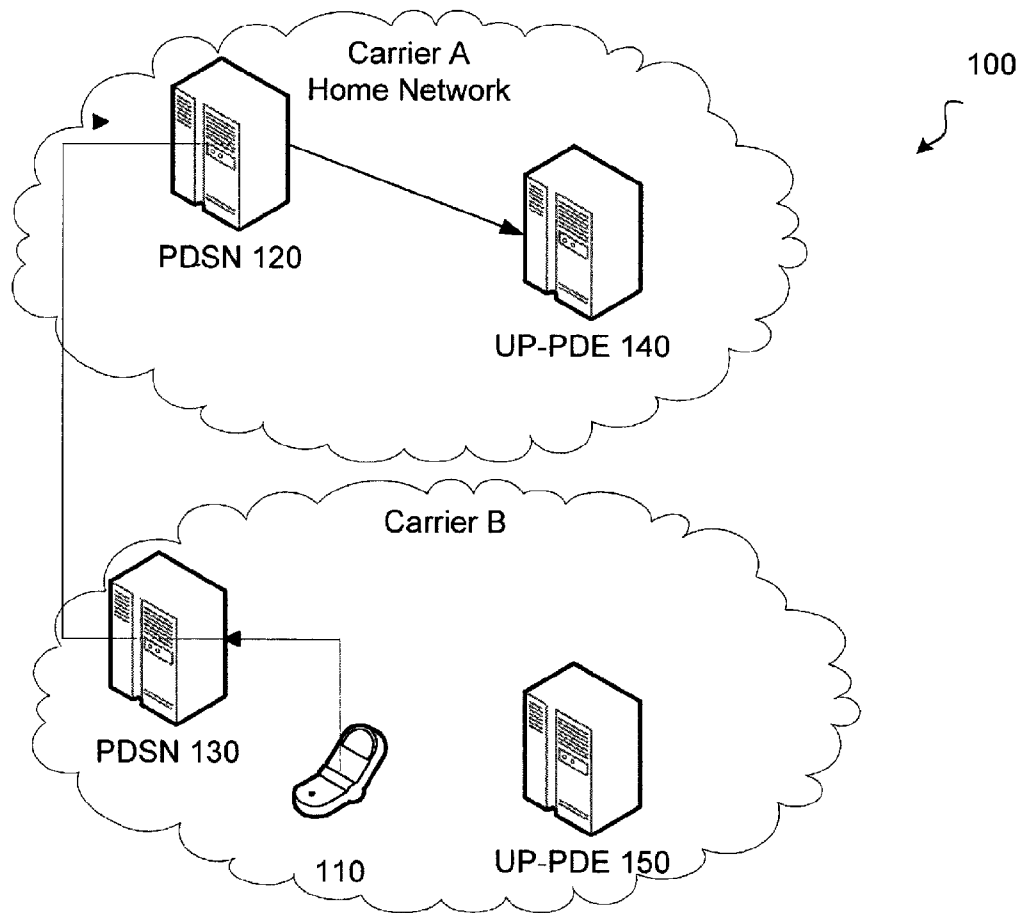 Carrier A
Home Network
100
PDSN 120
UP-PDE 140
Carrier B
PDSN 130
110
UP-PDE 150